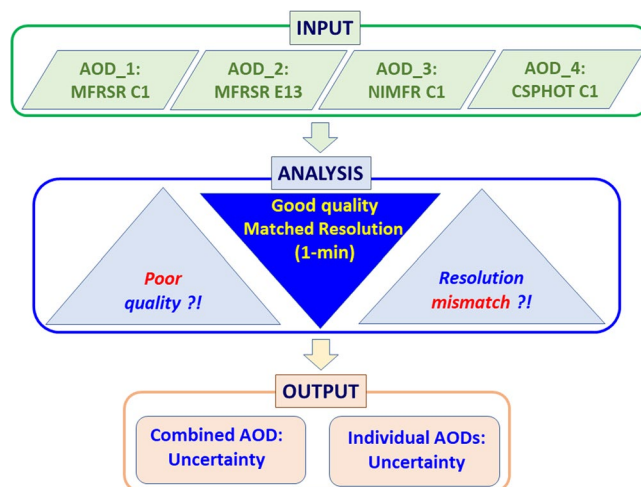 INPUT
AOD_1:
MFRSR C1
AOD_2:
MFRSR E13
AOD_3:
NIMFR C1
AOD_4:
CSPHOT C1
ANALYSIS
Good quality
Matched Resolution
(1-min)
Poor
quality ?!
Resolution
mismatch ?!
OUTPUT
Combined AOD:
Uncertainty
Individual AODs:
Uncertainty